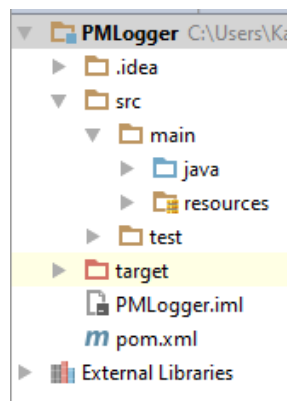 PMLogger C:\Users\Ka
.idea
src
main
java
resources
test
target
PMLogger.iml
m pom.xml
External Libraries